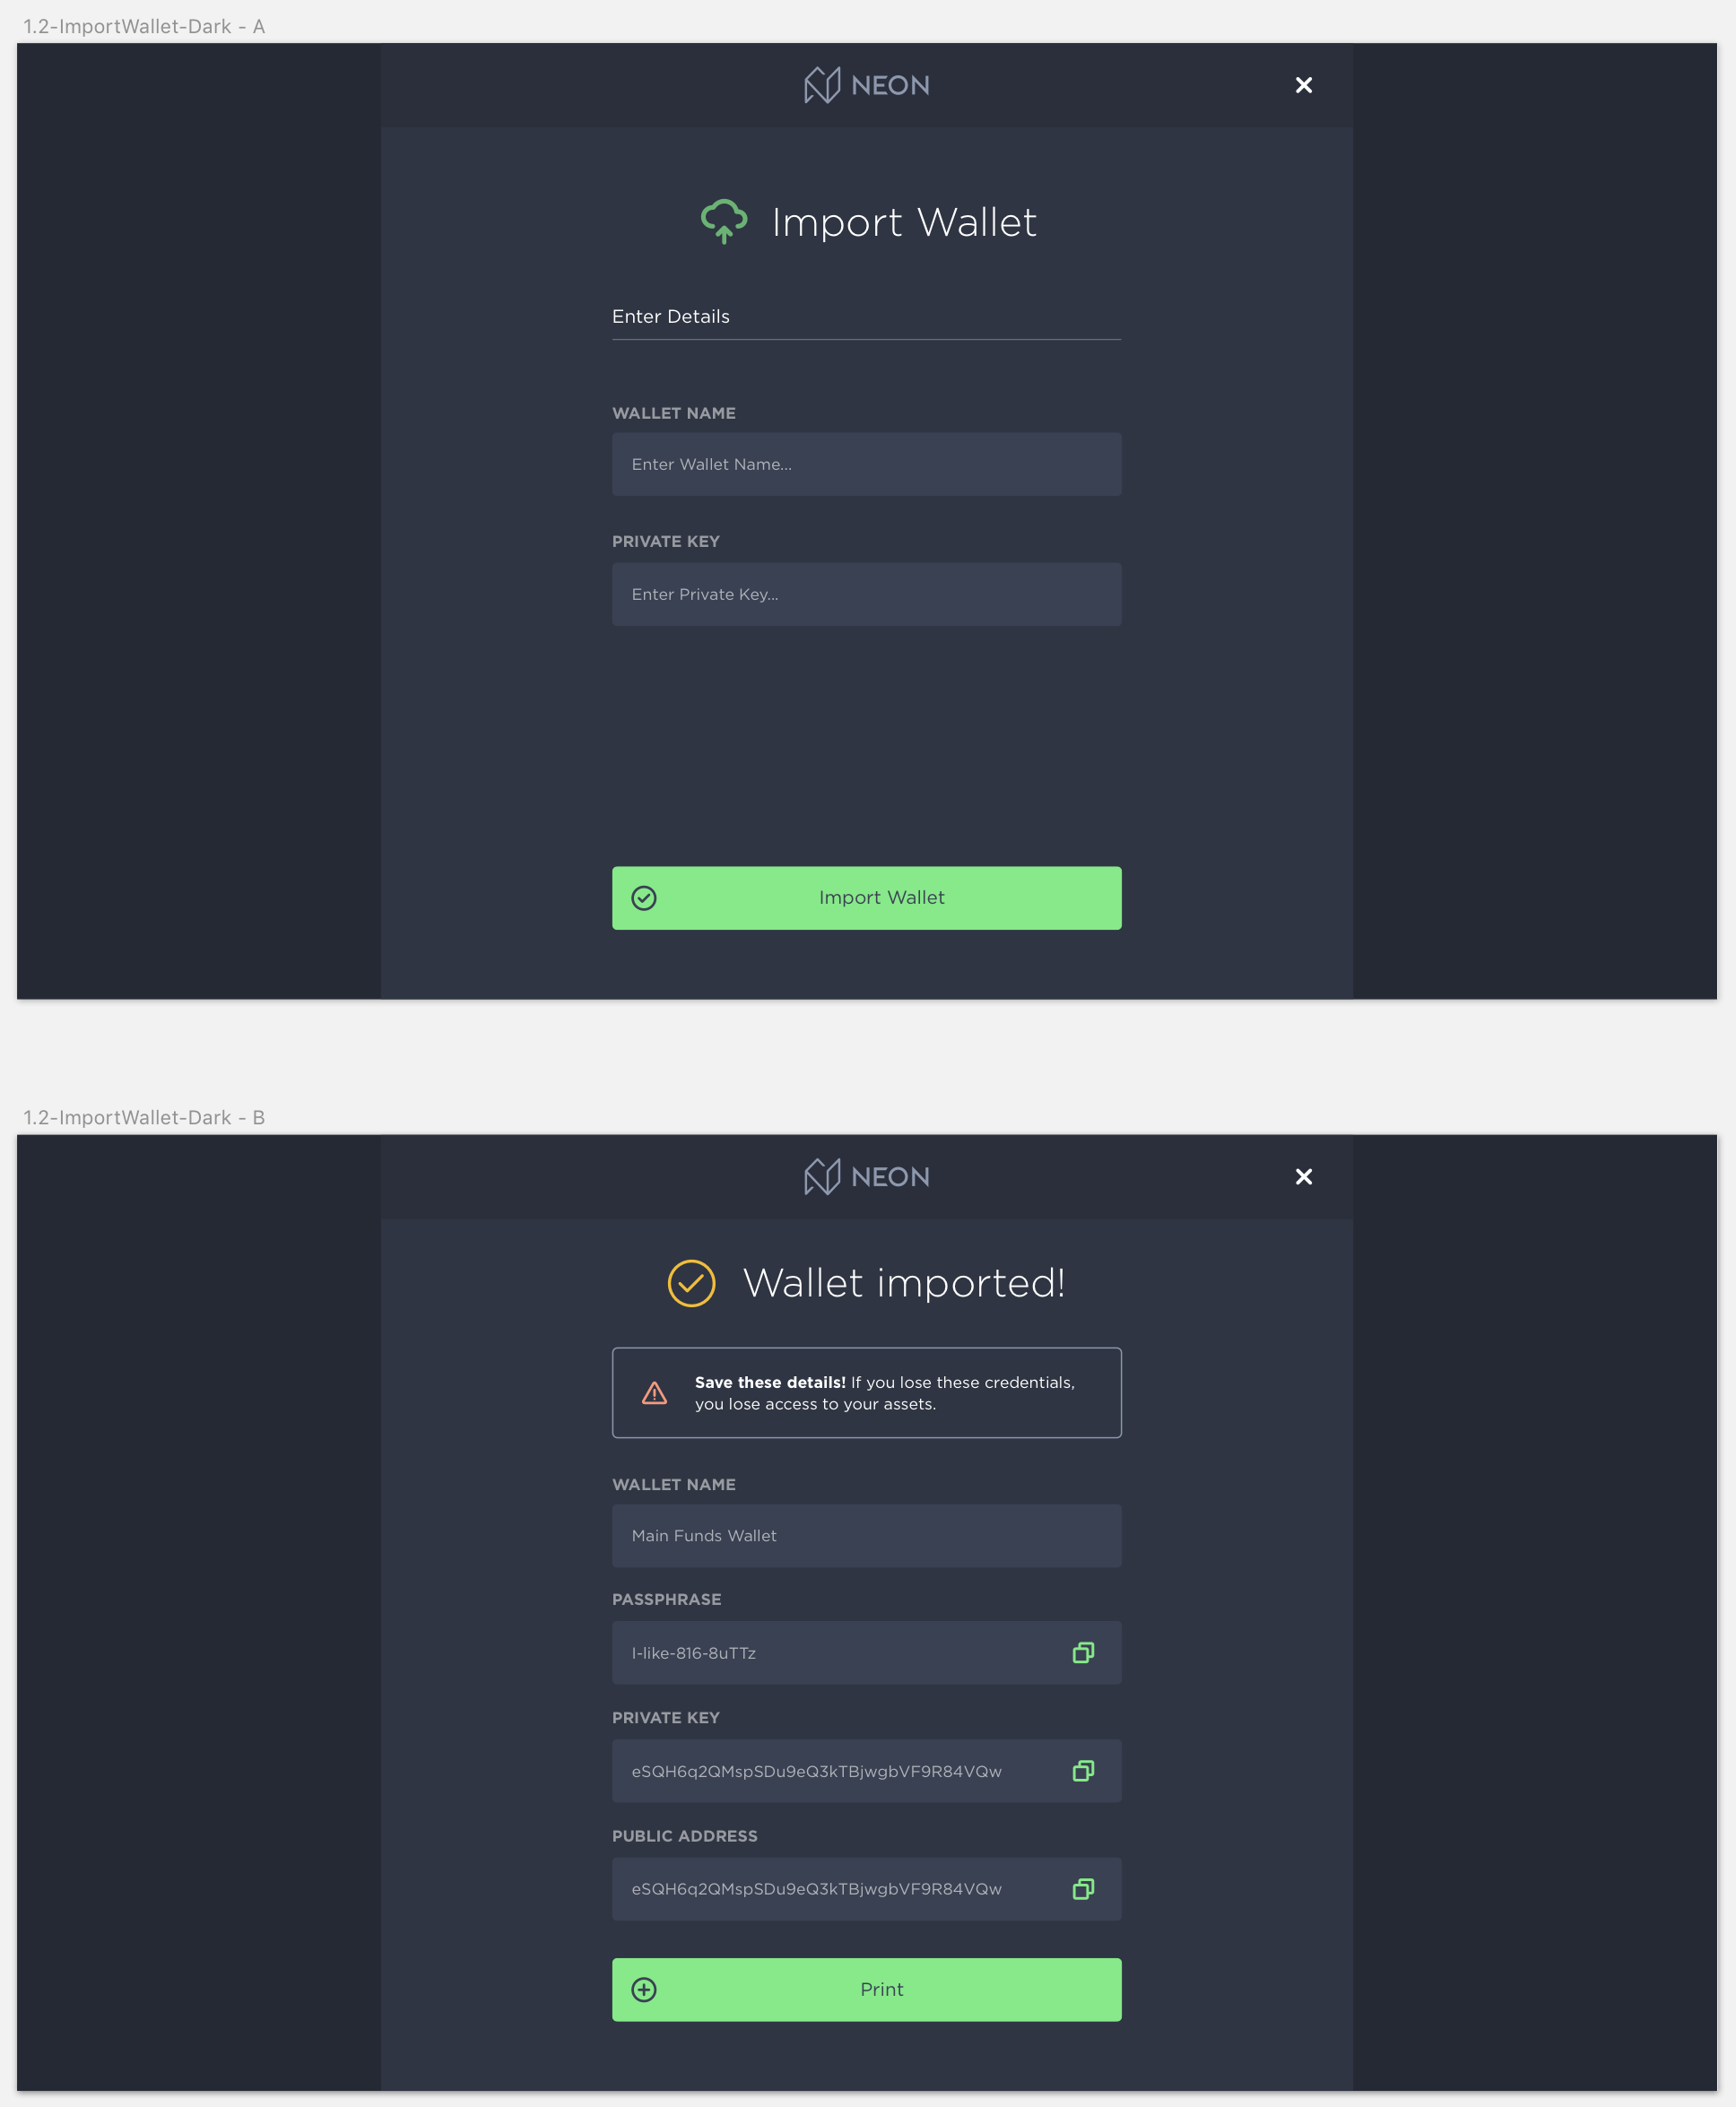 1.2-ImportWallet-Dark - A
NEON
Import Wallet
Enter Details
WALLET NAME
Enter Wallet Name...
PRIVATE KEY
Enter Private Key...
Import Wallet
1.2-ImportWallet-Dark - B
NEON
Wallet imported!
Save these details! If you lose these credentials,
you lose access to your assets.
WALLET NAME
Main Funds Wallet
PASSPHRASE
I-like-816-8uTTz
PRIVATE KEY
eSQH6q2QMspSDu9eQ3kTBjwgbVF9R84VQw
PUBLIC ADDRESS
eSQH6q2QMspSDu9eQ3kTBjwgbVF9R84VQw
Print